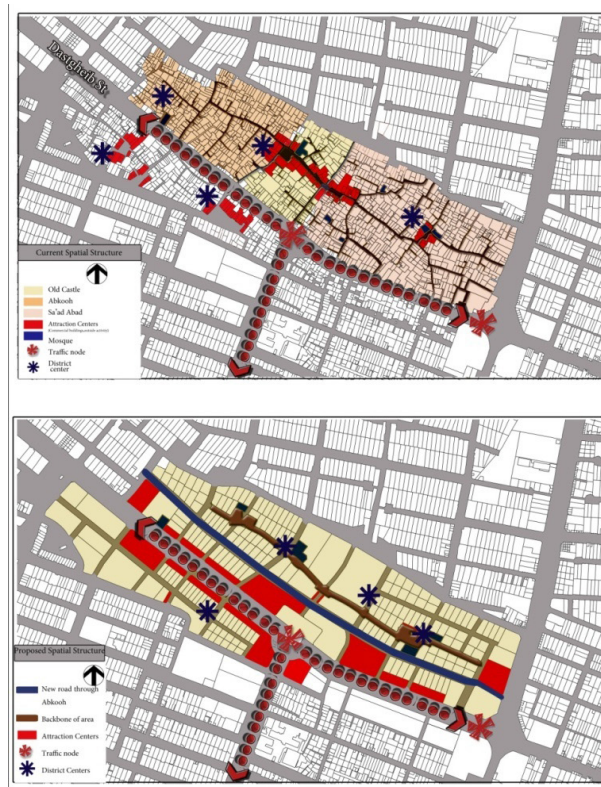 Dastgheib St.
Current Spatial Structure
Old Castle
Abkooh
Sa'ad Abad
Attraction Centers
Mosque
Traffic node
District
center
Proposed Spatial Structure
New road through
Abkooh
Backbone of area
Attraction Centers
Traffic node
District Centers